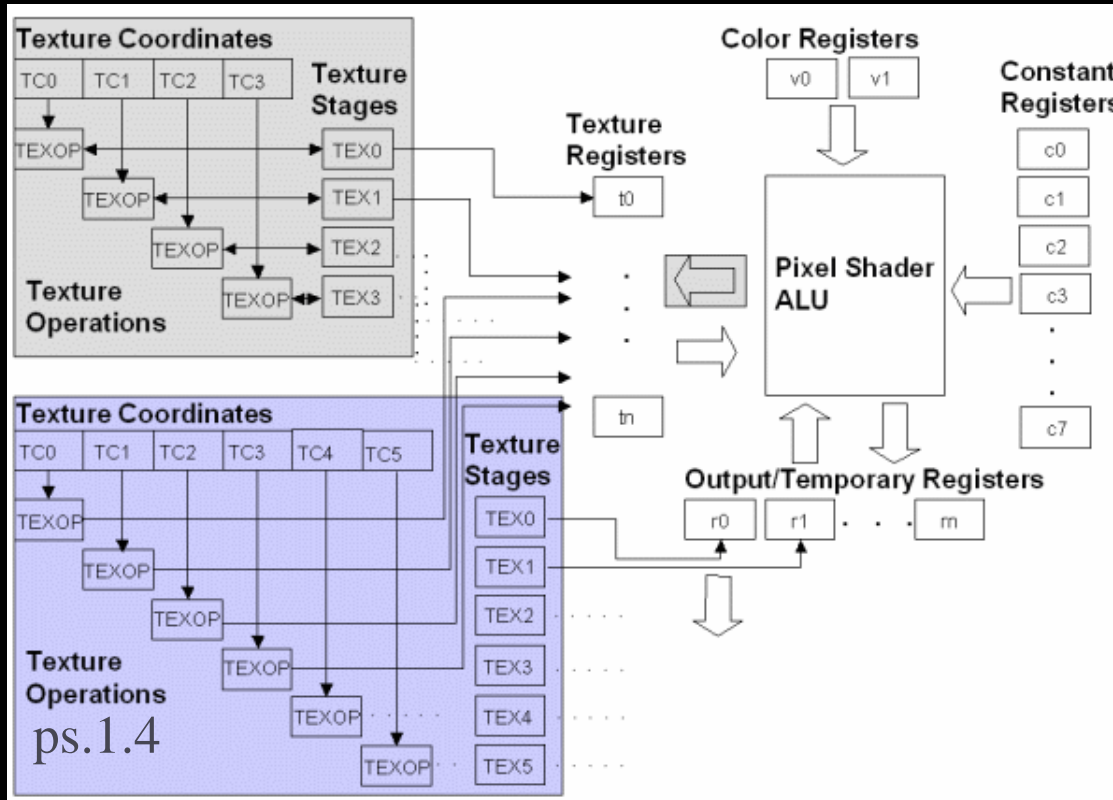 Texture Coordinates
TC0 TC1 TC2 TC3
Texture
Stages
TEXOP TEX0
TEXOP TEX1
TEXOP TEX2
TEXOP TEX3
Texture
Operations
Texture
Registers
t0
tn
Color Registers
v0 v1
Constant
Registers
c0
c1
c2
c3
c7
Pixel Shader
ALU
Output/Temporary Registers
r0 r1 rn
Texture Coordinates
TC0 TC1 TC2 TC3 TC4 TC5
Texture
Stages
TEXOP TEX0
TEXOP TEX1
TEXOP TEX2
TEXOP TEX3
TEXOP TEX4
TEXOP TEX5
Texture
Operations
ps.1.4